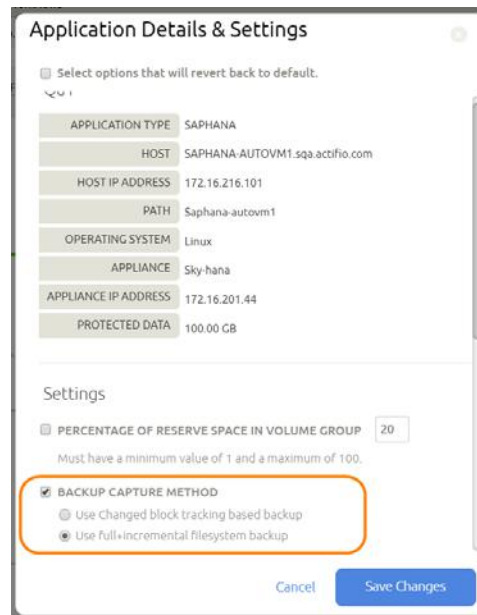 Application Details & Settings
Select options that will revert back to default.
APPLICATION TYPE SAPHANA
HOST SAPHANA-AUTOVM1.sqa.actifio.com
HOST IP ADDRESS 172.16.216.101
PATH Saphana-autovm1
OPERATING SYSTEM Linux
APPLIANCE Sky-hana
APPLIANCE IP ADDRESS 172.16.201.44
PROTECTED DATA 100.00 GB
Settings
PERCENTAGE OF RESERVE SPACE IN VOLUME GROUP 20
Must have a minimum value of 1 and a maximum of 100.
BACKUP CAPTURE METHOD
Use Changed block tracking based backup
Use full+incremental filesystem backup
Cancel Save Changes